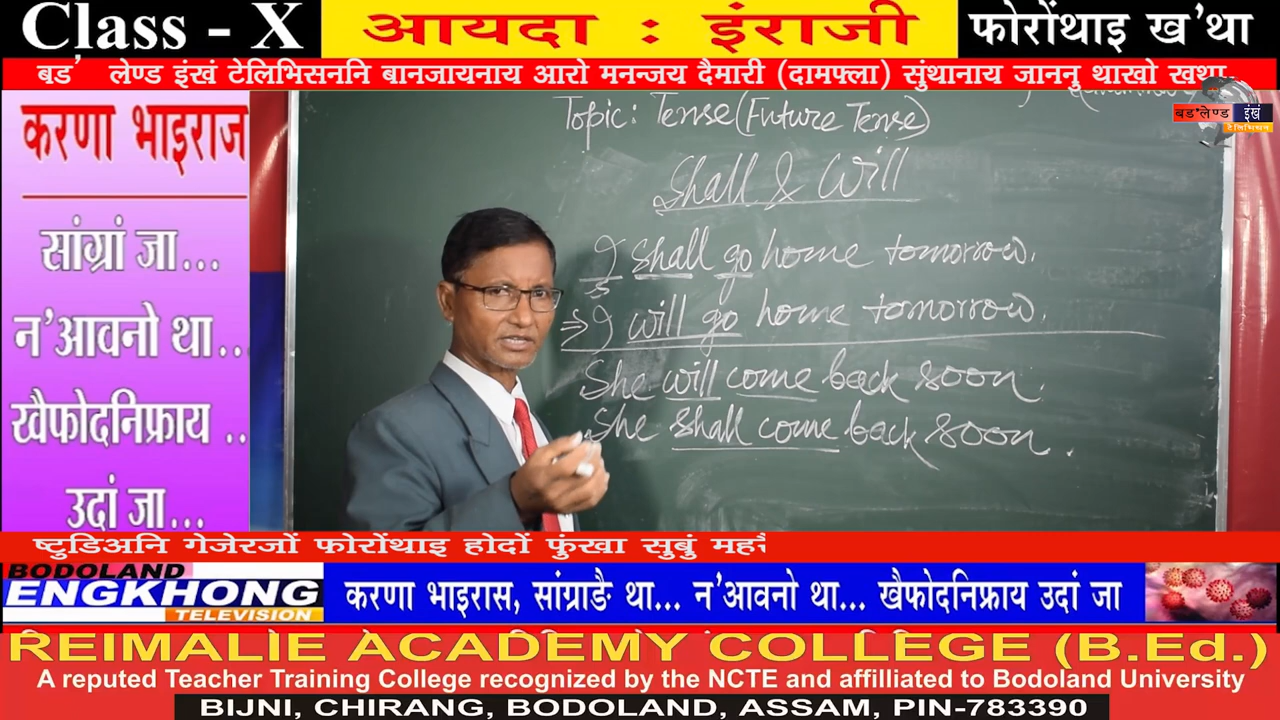 Class - X
आयदा : इंराजी
फोरोंथाइ ख'था
बड' लेण्ड इंखं टेलिभिसननि बानजायनाय आरो मनन्जय दैमारी (दामफ्ला) सुंथानाय जाननु थाखो खथा
करणा भाइराज
सांग्रां जा...
न'आवनो था...
खैफोदनिफ्राय ..
उदां जा...
बड'लेण्ड इंखं
टेलिभिसन
Topic: Tense (Future Tense)
Shall & Will
I shall go home tomorrow.
⇒ I will go home tomorrow.
She will come back soon.
She shall come back soon.
ष्टुडिअनि गेजेरजों फोरोंथाइ होदों फुंखा सुबुं
BODOLAND
ENGKHONG
TELEVISION
करणा भाइरास, सांग्राङै था... न'आवनो था... खैफोदनिफ्राय उदां जा
REIMALIE ACADEMY COLLEGE (B.Ed.)
A reputed Teacher Training College recognized by the NCTE and affilliated to Bodoland University
BIJNI, CHIRANG, BODOLAND, ASSAM, PIN-783390